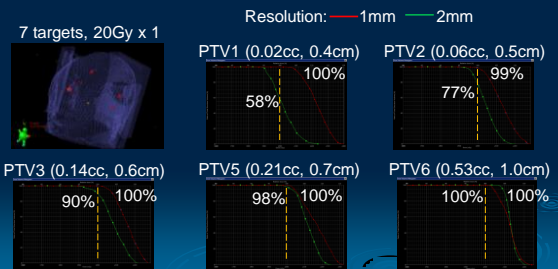 Resolution: 1mm 2mm
7 targets, 20Gy x 1
PTV1 (0.02cc, 0.4cm)
100%
58%
PTV2 (0.06cc, 0.5cm)
99%
77%
PTV3 (0.14cc, 0.6cm)
100%
90%
PTV5 (0.21cc, 0.7cm)
98%
100%
PTV6 (0.53cc, 1.0cm)
100%
100%